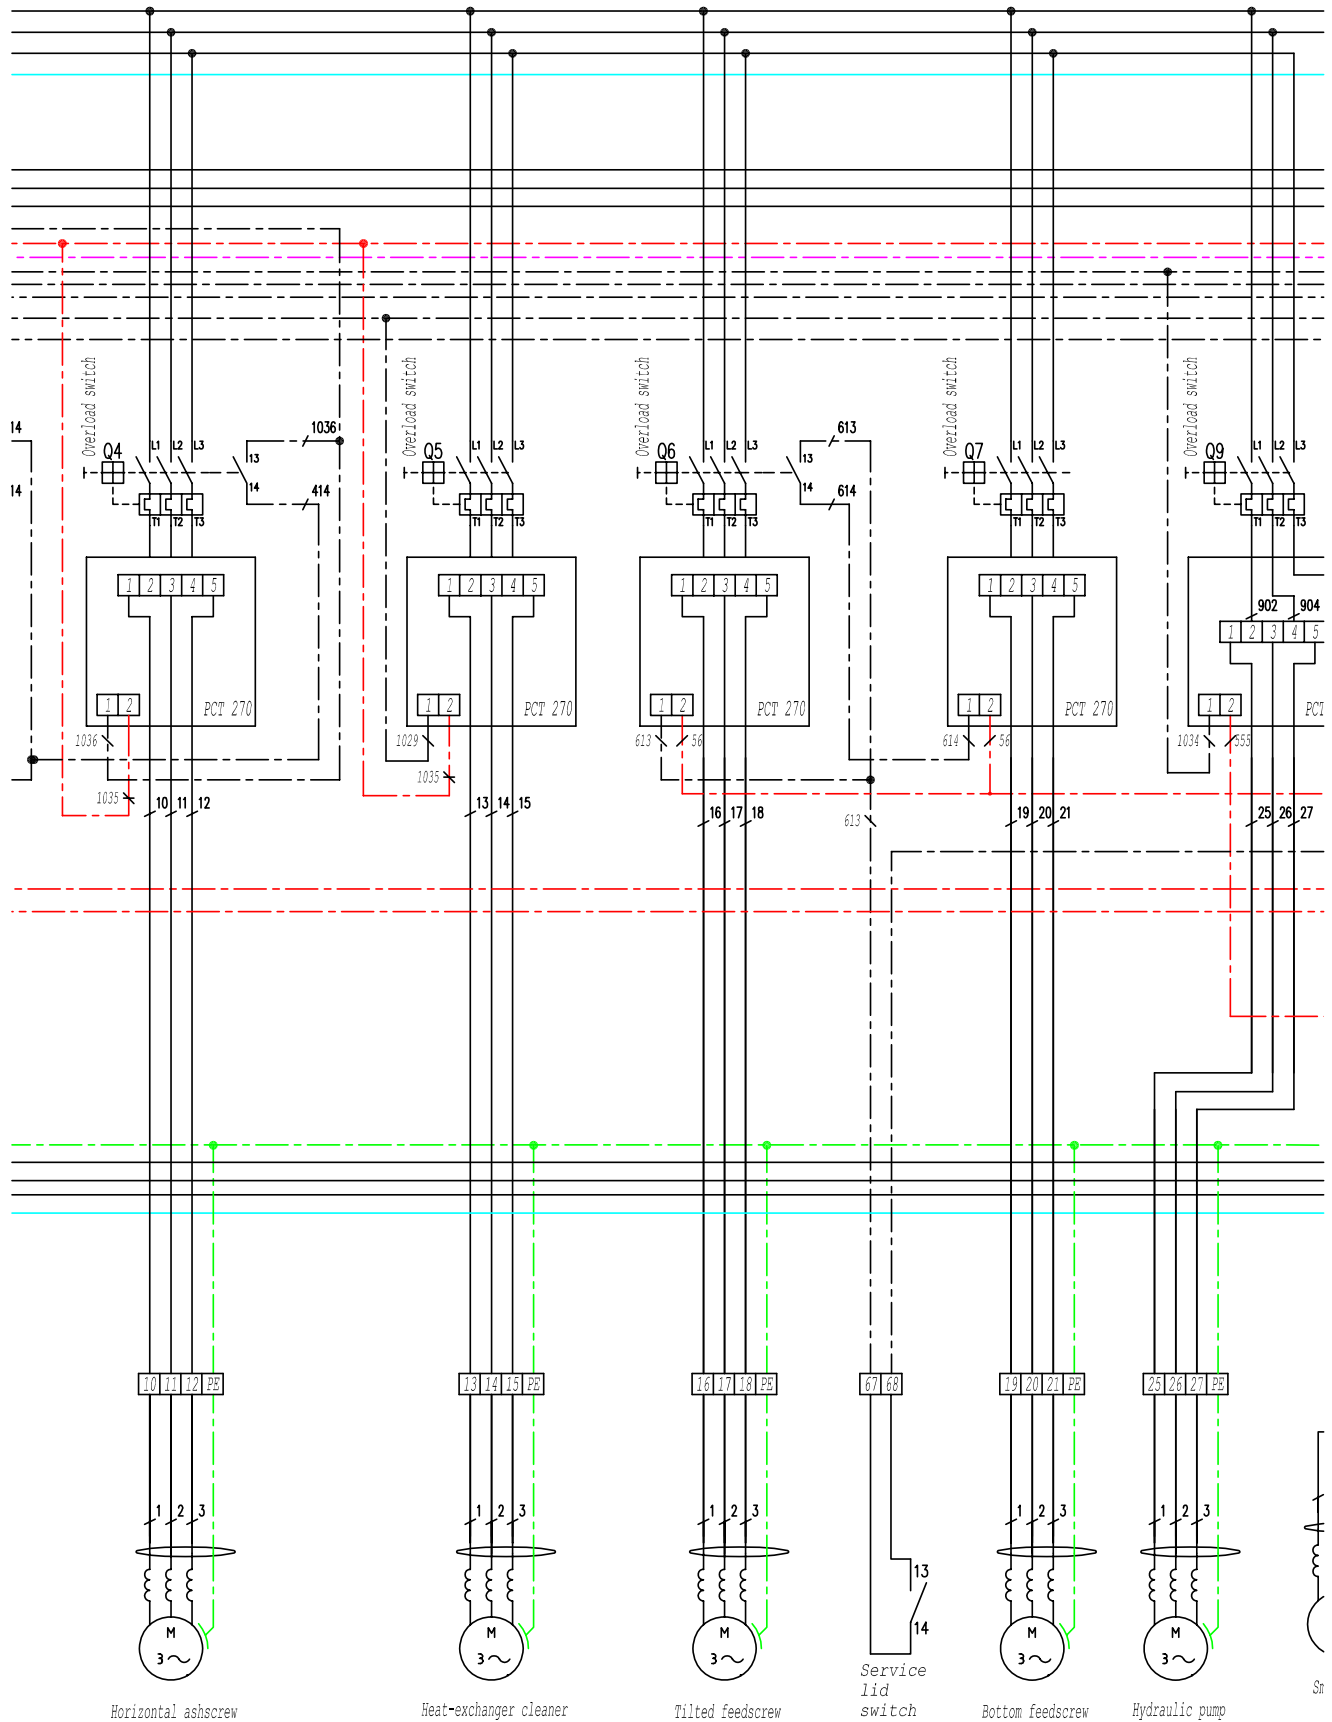 Overload switch
Overload switch
Overload switch
Overload switch
Overload switch
14
14
Q4
L1 L2 L3
13
14
1036
414
T1 T2 T3
Q5
L1 L2 L3
T1 T2 T3
Q6
L1 L2 L3
13
14
613
614
T1 T2 T3
Q7
L1 L2 L3
T1 T2 T3
Q9
L1 L2 L3
T1 T2 T3
1 2 3 4 5
1 2 3 4 5
1 2 3 4 5
1 2 3 4 5
902 904
1 2 3 4 5
1 2
PCT 270
1 2
PCT 270
1 2
PCT 270
1 2
PCT 270
1 2
PCT
1036
1029
613 56
614 56
1034 555
1035
1035
10 11 12
13 14 15
16 17 18
613
19 20 21
25 26 27
10 11 12 PE
13 14 15 PE
16 17 18 PE
67 68
19 20 21 PE
25 26 27 PE
1 2 3
1 2 3
1 2 3
1 2 3
1 2 3
13
14
M
3~
M
3~
M
3~
M
3~
M
3~
Service
lid
switch
Horizontal ashscrew
Heat-exchanger cleaner
Tilted feedscrew
Bottom feedscrew
Hydraulic pump